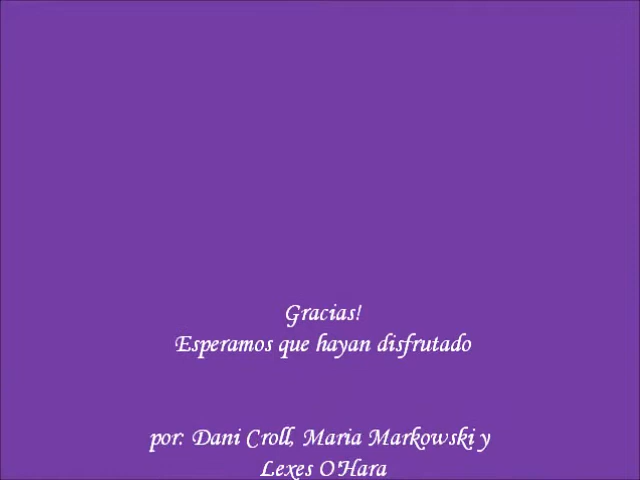 Gracias!
Esperamos que hayan disfrutado
por: Dani Croll, Maria Markowski y
Lexes O'Hara